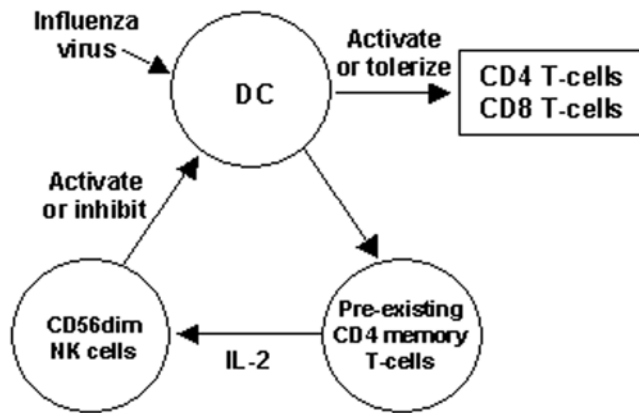 Influenza
virus
DC
Activate
or tolerize
CD4 T-cells
CD8 T-cells
Activate
or inhibit
CD56dim
NK cells
IL-2
Pre-existing
CD4 memory
T-cells